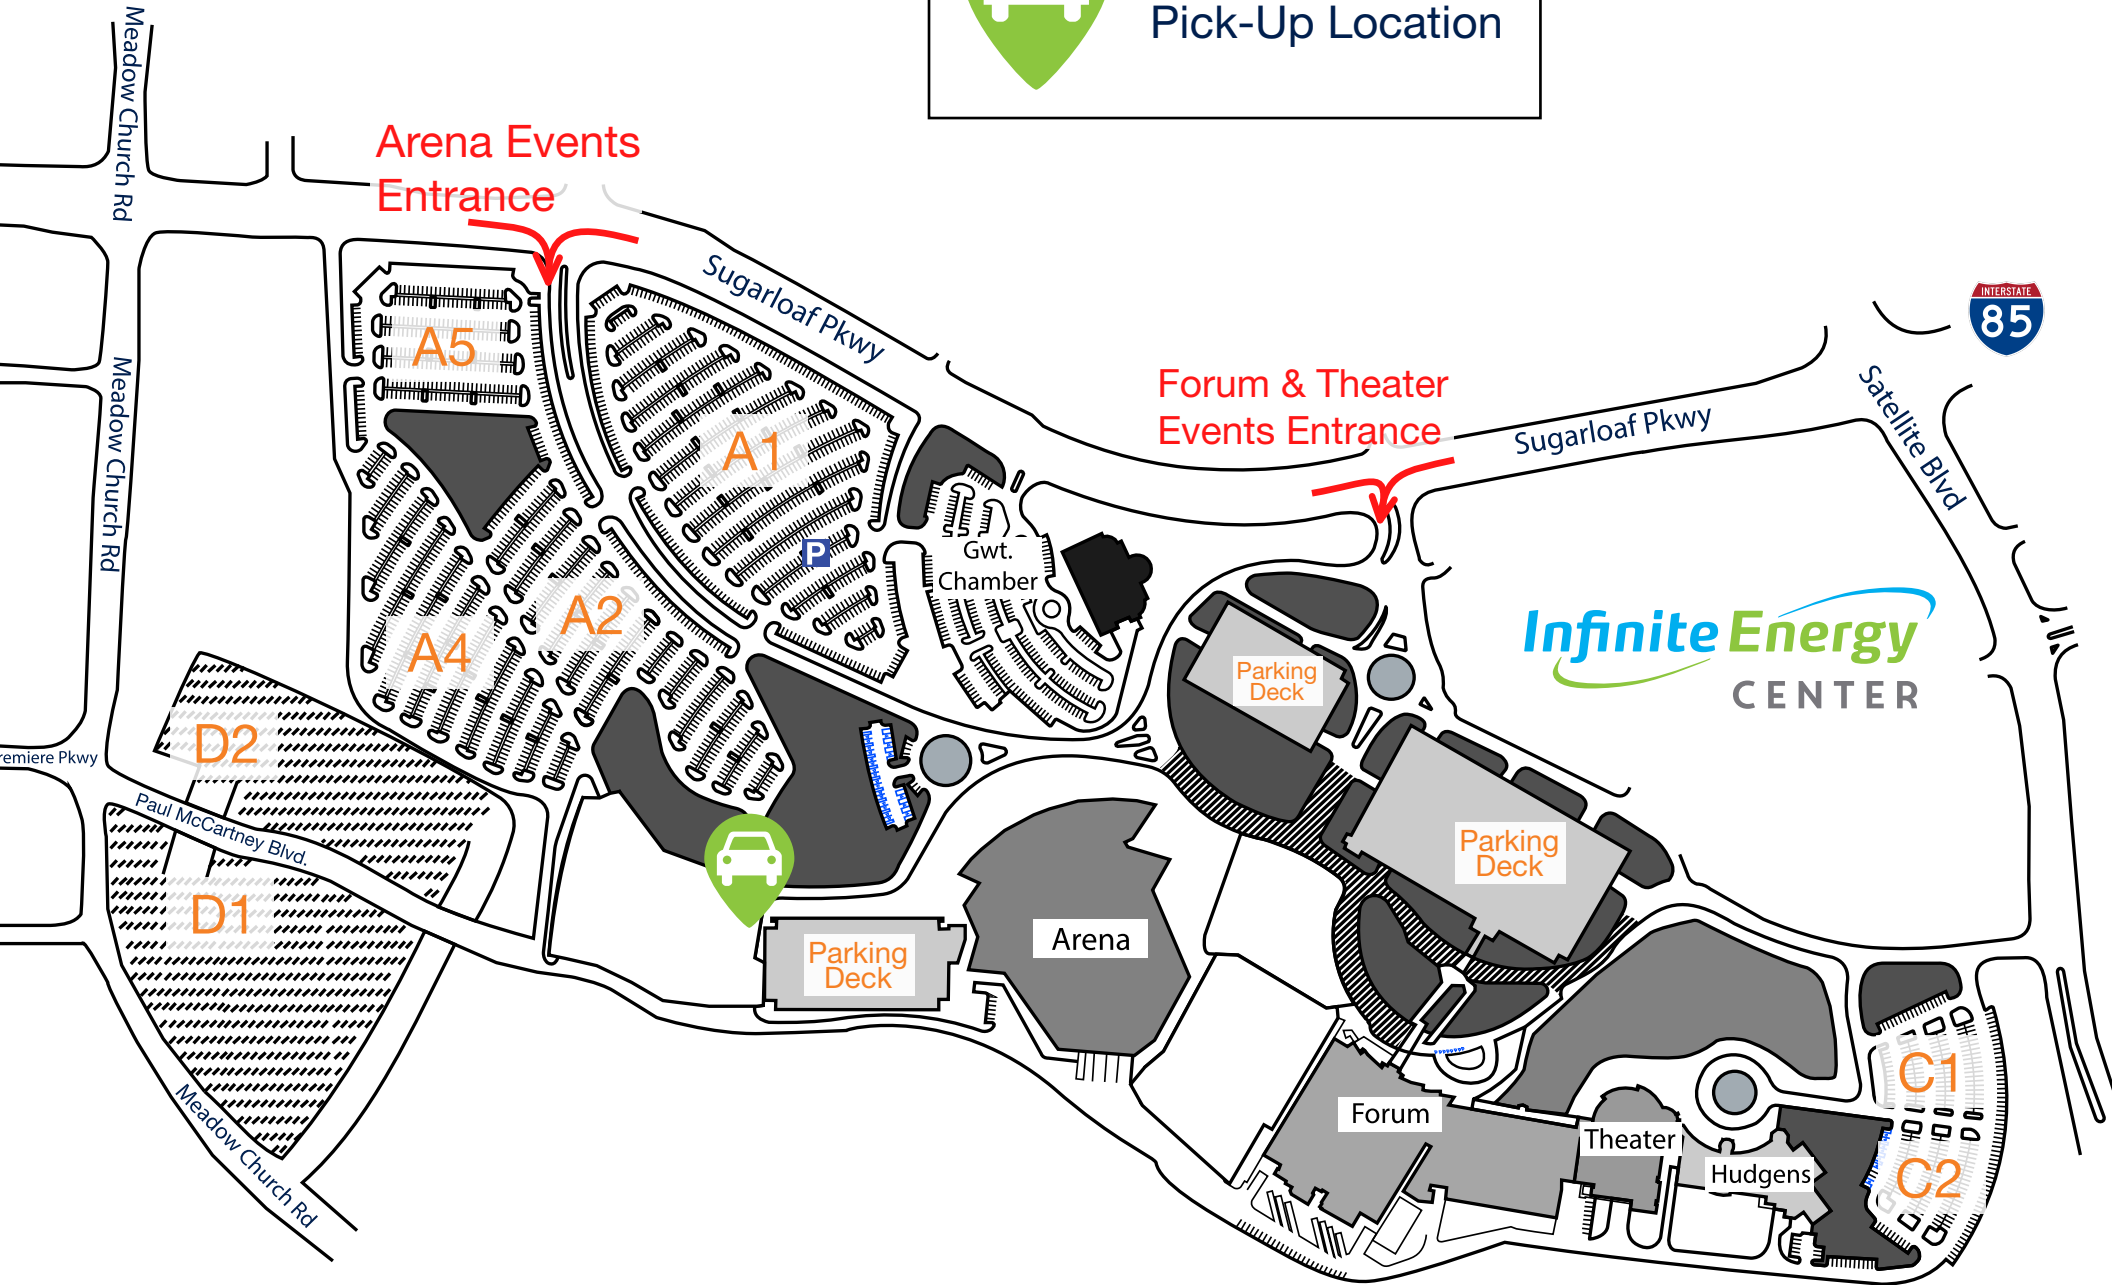 Pick-Up Location
Meadow Church Rd
Arena Events
Entrance
Sugarloaf Pkwy
INTERSTATE
85
A5
Meadow Church Rd
Forum & Theater
Events Entrance
Sugarloaf Pkwy
Satellite Blvd
A1
P
Gwt.
Chamber
A2
A4
Infinite Energy
CENTER
Parking
Deck
D2
remiere Pkwy
Paul McCartney Blvd.
Parking
Deck
D1
Arena
Parking
Deck
Meadow Church Rd
Forum
Theater
Hudgens
C1
C2